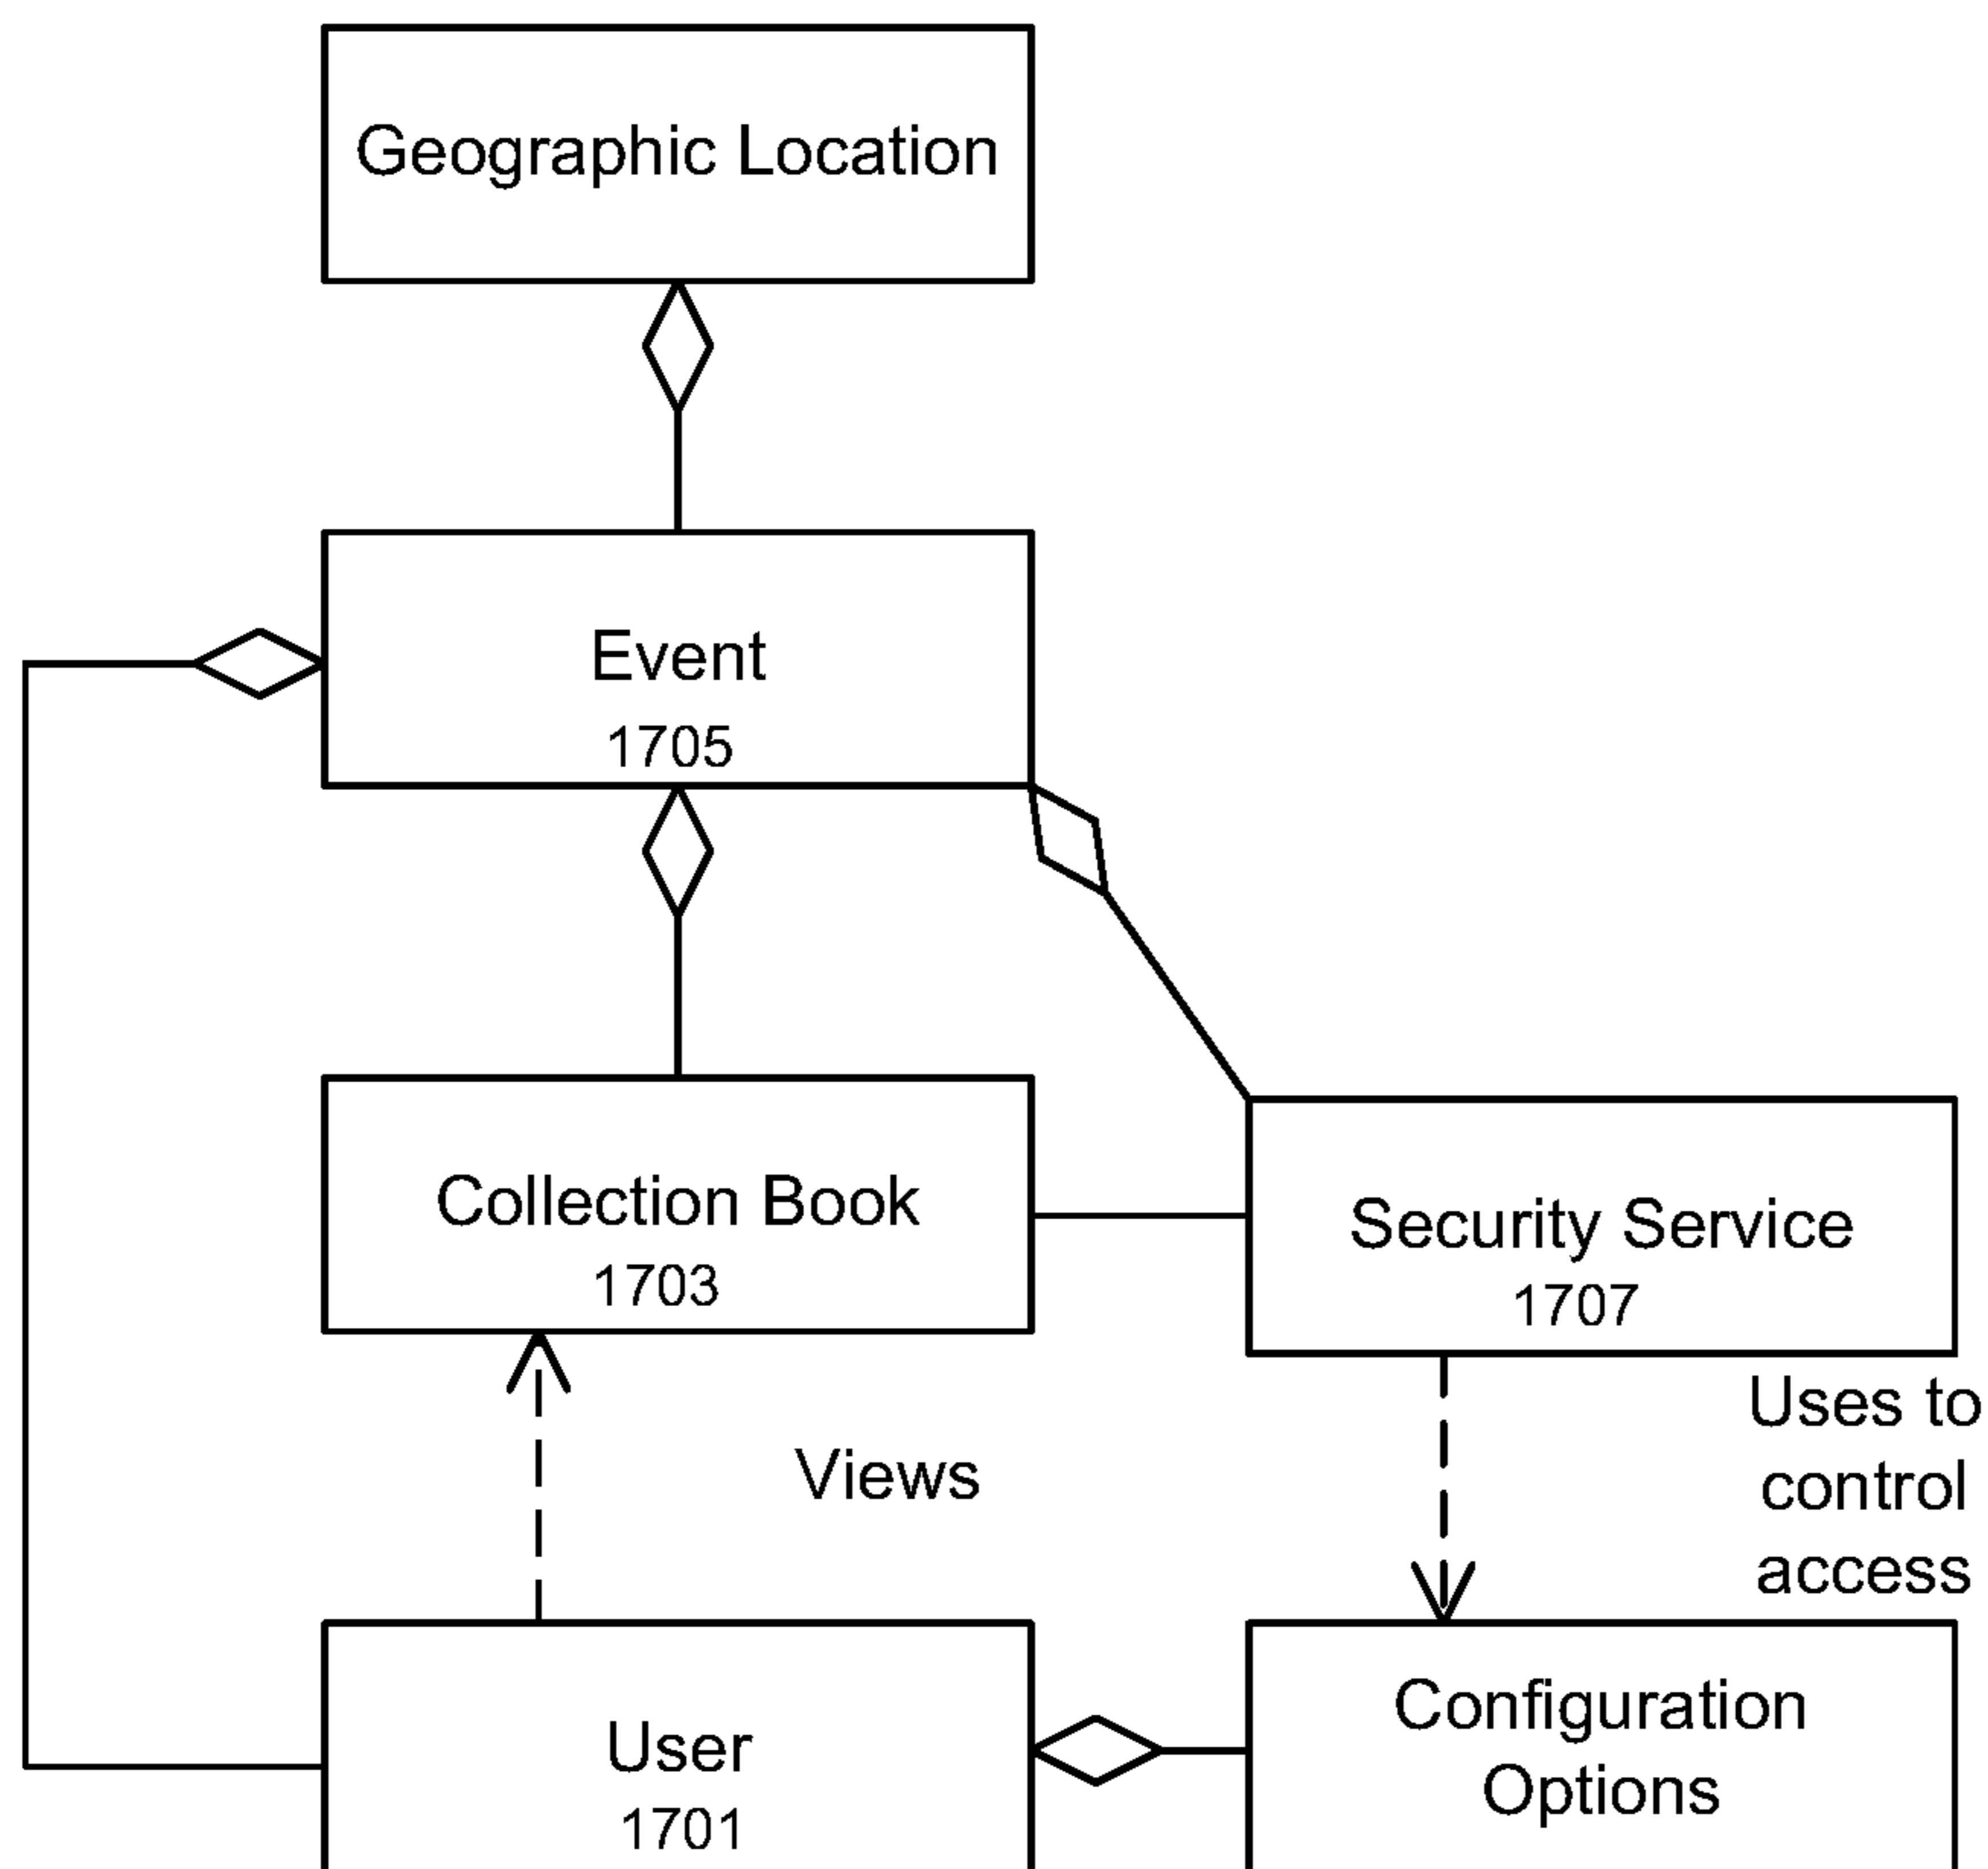 Geographic Location
Event
1705
Collection Book
1703
Security Service
1707
Uses to
control
access
Views
User
1701
Configuration
Options